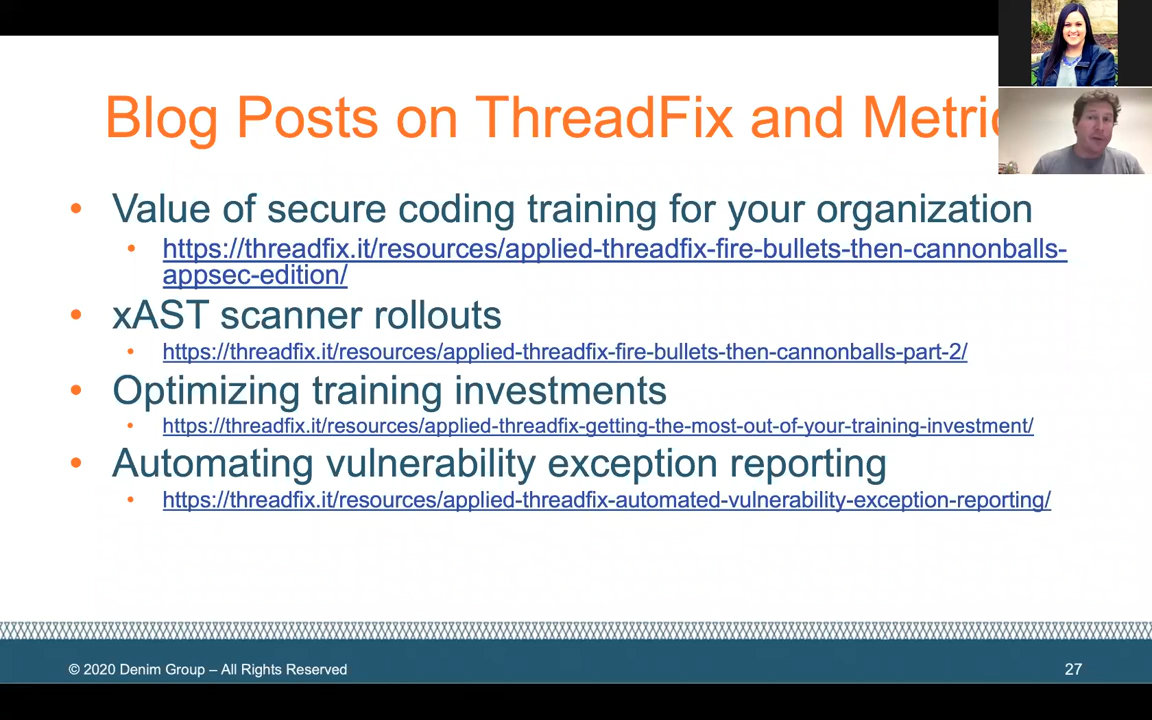 Blog Posts on ThreadFix and Metric
• Value of secure coding training for your organization
• https://threadfix.it/resources/applied-threadfix-fire-bullets-then-cannonballs-
appsec-edition/
• xAST scanner rollouts
• https://threadfix.it/resources/applied-threadfix-fire-bullets-then-cannonballs-part-2/
• Optimizing training investments
• https://threadfix.it/resources/applied-threadfix-getting-the-most-out-of-your-training-investment/
• Automating vulnerability exception reporting
• https://threadfix.it/resources/applied-threadfix-automated-vulnerability-exception-reporting/
© 2020 Denim Group – All Rights Reserved
27